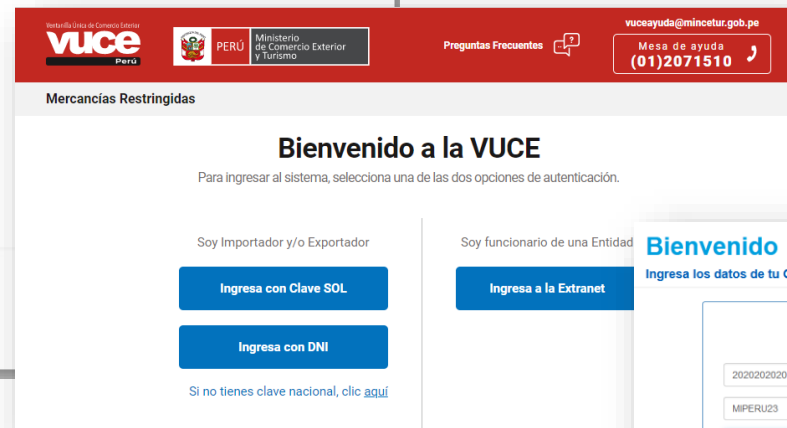 Ventanilla Única de Comercio Exterior
vuce
Perú
PERÚ
Ministerio
de Comercio Exterior
y Turismo
Preguntas Frecuentes
?
vuceayuda@mincetur.gob.pe
Mesa de ayuda
(01)2071510
Mercancías Restringidas
Bienvenido a la VUCE
Para ingresar al sistema, selecciona una de las dos opciones de autenticación.
Soy Importador y/o Exportador
Ingresa con Clave SOL
Ingresa con DNI
Si no tienes clave nacional, clic aquí
Soy funcionario de una Entidad
Ingresa a la Extranet
Bienvenido
Ingresa los datos de tu
2020202020
MIPERU23